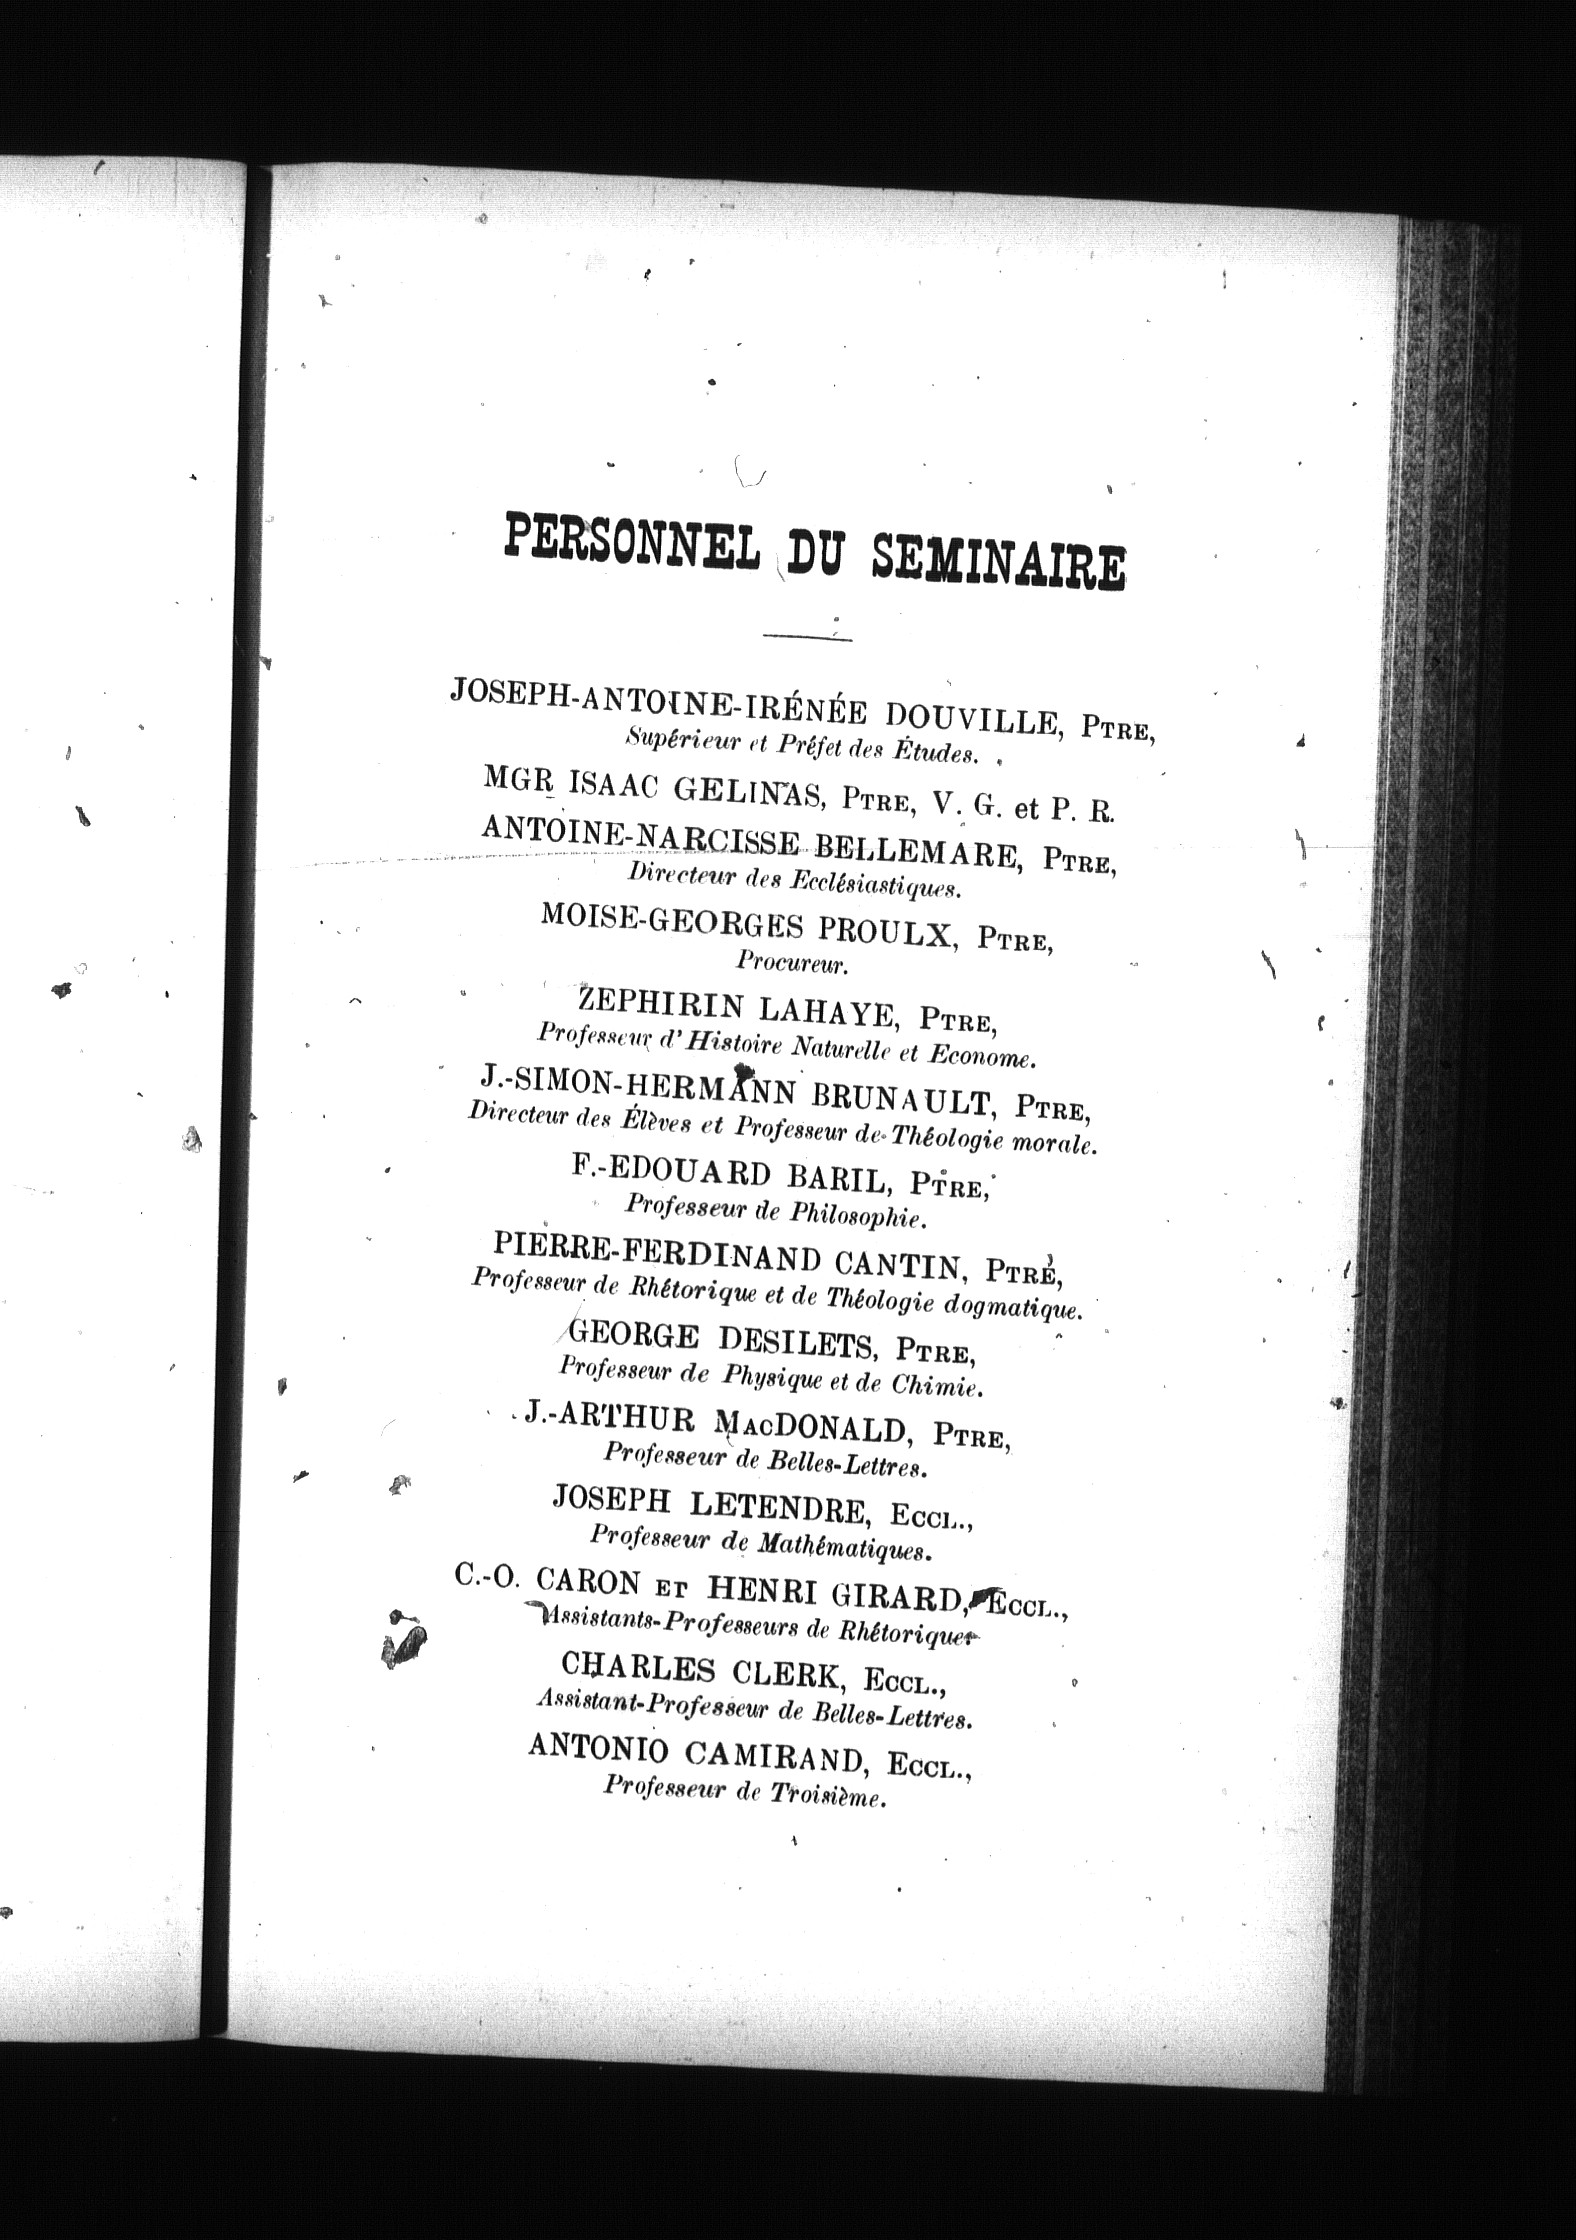 PERSONNEL DU SEMINAIRE
JOSEPH-ANTOINE-IRÉNÉE DOUVILLE, PTRE,
Supérieur et Préfet des Études.
MGR ISAAC GELINAS, PTRE, V. G. et P. R.
ANTOINE-NARCISSE BELLEMARE, PTRE,
Directeur des Ecclésiastiques.
MOISE-GEORGES PROULX, PTRE,
Procureur.
ZEPHIRIN LAHAYE, PTRE,
Professeur d'Histoire Naturelle et Econome.
J.-SIMON-HERMANN BRUNAULT, PTRE,
Directeur des Élèves et Professeur de Théologie morale.
F.-EDOUARD BARIL, PTRE,
Professeur de Philosophie.
PIERRE-FERDINAND CANTIN, PTRE,
Professeur de Rhétorique et de Théologie dogmatique.
GEORGE DESILETS, PTRE,
Professeur de Physique et de Chimie.
J.-ARTHUR MACDONALD, PTRE,
Professeur de Belles-Lettres.
JOSEPH LETENDRE, ECCL.,
Professeur de Mathématiques.
C.-O. CARON ET HENRI GIRARD, ECCL.,
Assistants-Professeurs de Rhétorique.
CHARLES CLERK, ECCL.,
Assistant-Professeur de Belles-Lettres.
ANTONIO CAMIRAND, ECCL.,
Professeur de Troisième.